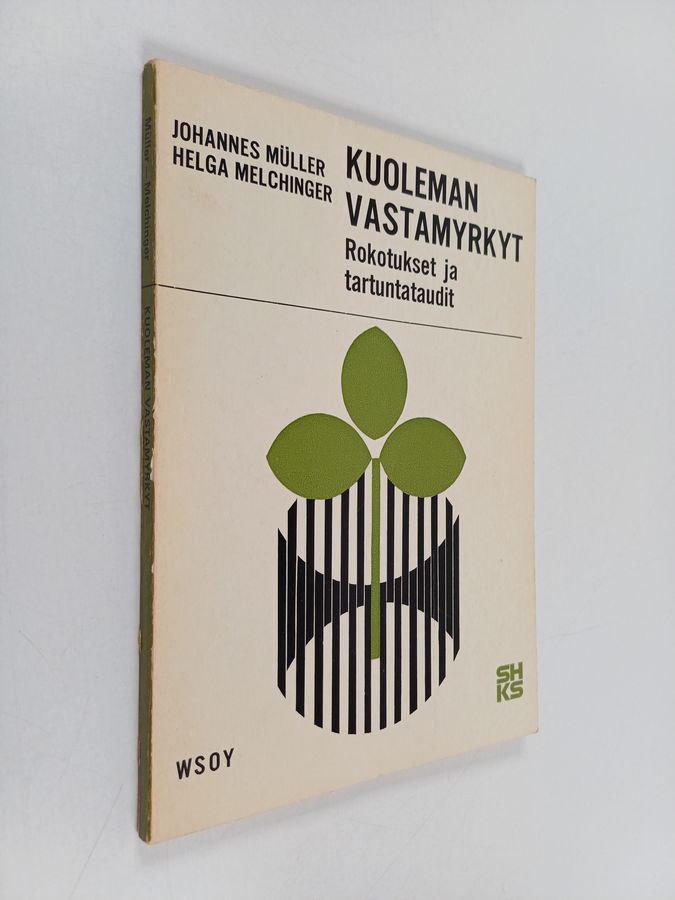 JOHANNES MÜLLER
HELGA MELCHINGER
KUOLEMAN
VASTAMYRKYT
Rokotukset ja
tartuntataudit
SH
KS
WSOY
Müller — Melchinger
KUOLEMAN VASTAMYRKYT